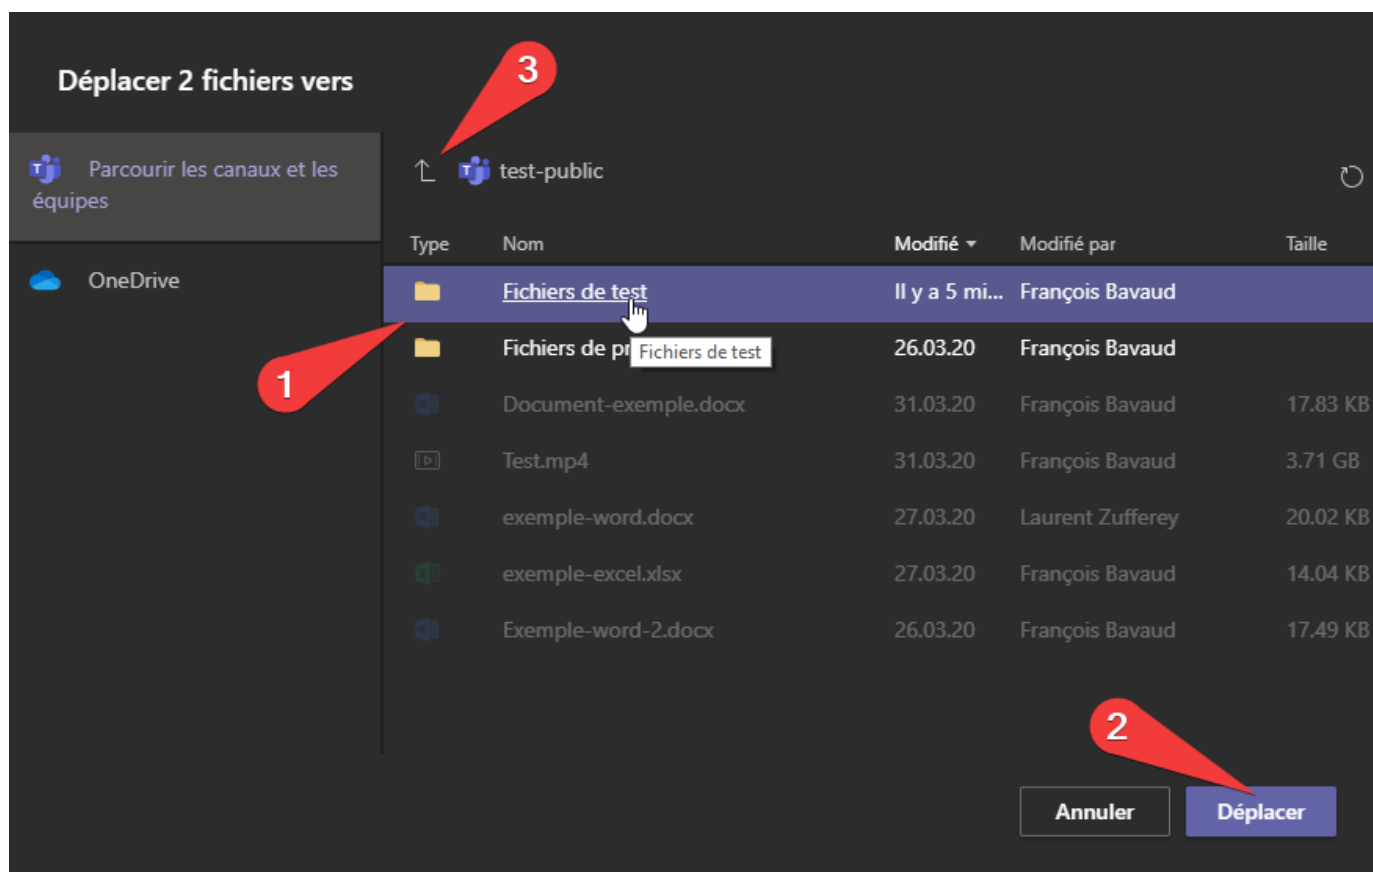 3
Déplacer 2 fichiers vers
Parcourir les canaux et les
équipes
test-public
Type Nom Modifié Modifié par Taille
OneDrive
Fichiers de test Il y a 5 mi... François Bavaud
1
Fichiers de pr 26.03.20 François Bavaud
Fichiers de test
Document-exemple.docx 31.03.20 François Bavaud 17.83 KB
Test.mp4 31.03.20 François Bavaud 3.71 GB
exemple-word.docx 27.03.20 Laurent Zufferey 20.02 KB
exemple-excel.xlsx 27.03.20 François Bavaud 14.04 KB
Exemple-word-2.docx 26.03.20 François Bavaud 17.49 KB
2
Annuler Déplacer